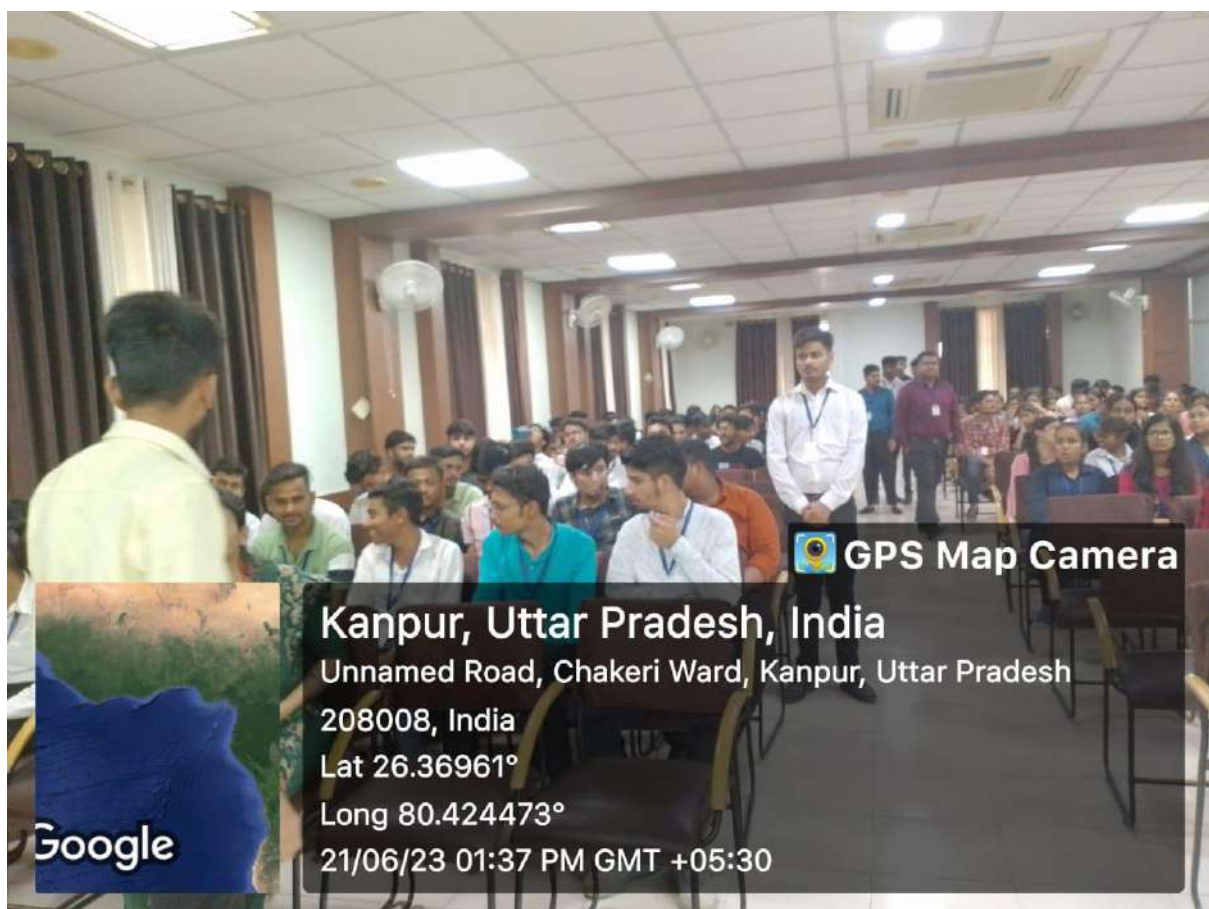 GPS Map Camera
Kanpur, Uttar Pradesh, India
Unnamed Road, Chakeri Ward, Kanpur, Uttar Pradesh
208008, India
Lat 26.36961°
Long 80.424473°
21/06/23 01:37 PM GMT +05:30
Google